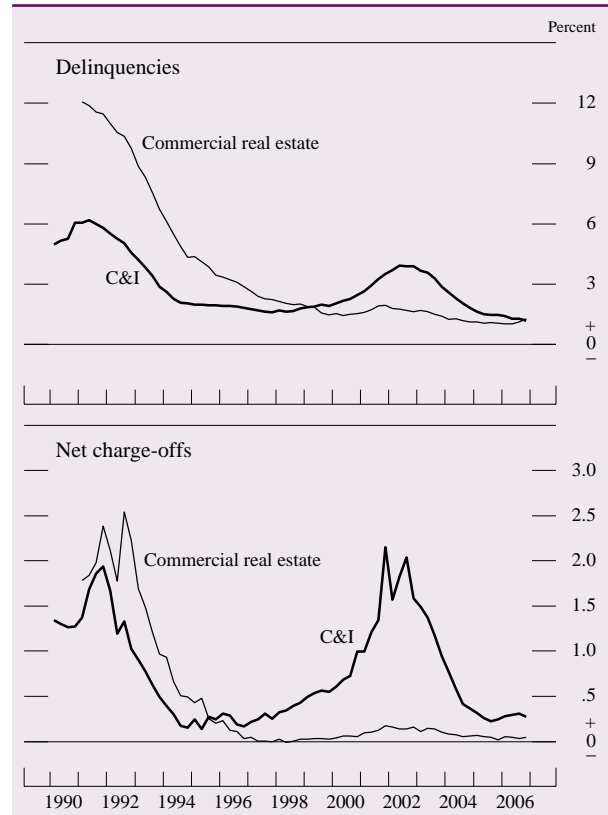 Percent
Delinquencies
12
Commercial real estate
9
6
C&I
3
+
0
–
Net charge-offs
3.0
2.5
Commercial real estate
2.0
1.5
C&I
1.0
.5
+
0
–
1990 1992 1994 1996 1998 2000 2002 2004 2006